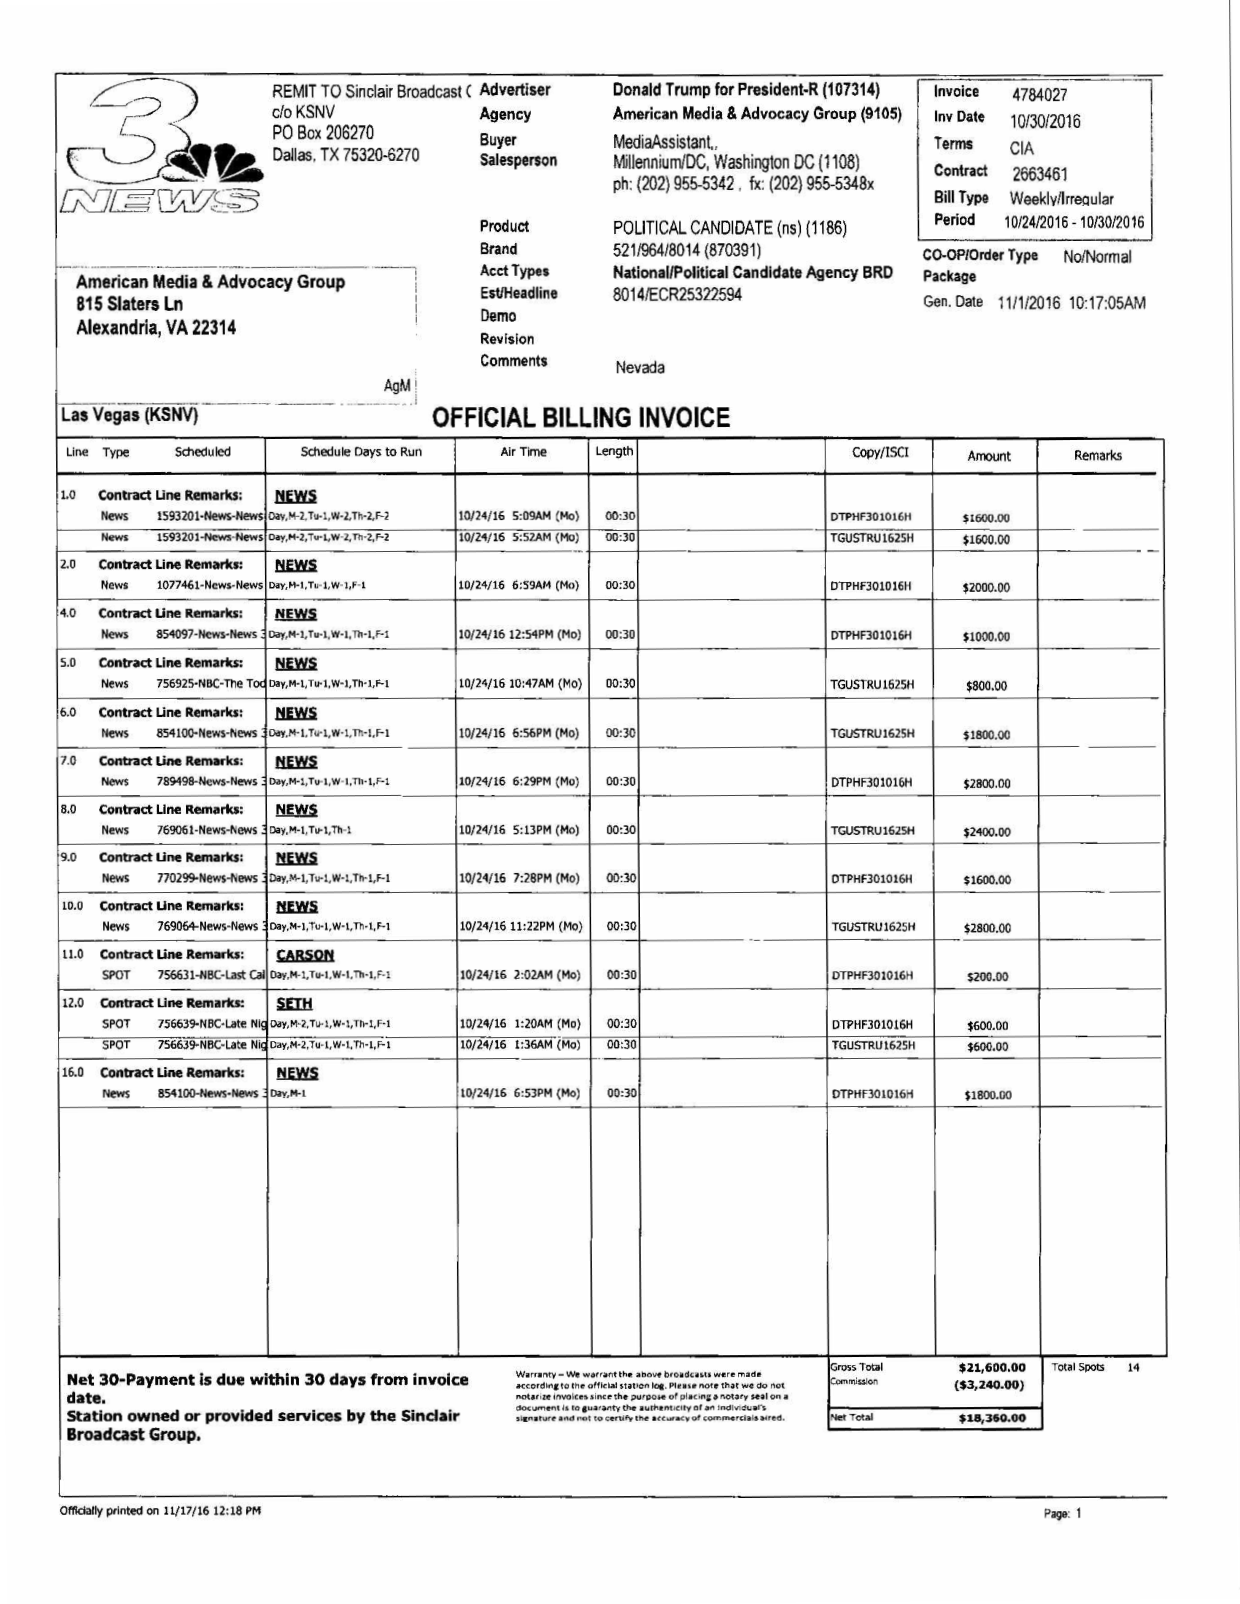 3
NEWS
REMIT TO Sinclair Broadcast
c/o KSNV
PO Box 206270
Dallas, TX 75320-6270
Advertiser Donald Trump for President-R (107314)
Agency American Media & Advocacy Group (9105)
Buyer MediaAssistant,,
Salesperson Millennium/DC, Washington DC (1108)
ph: (202) 955-5342 , fx: (202) 955-5348x
Product POLITICAL CANDIDATE (ns) (1186)
Brand 521/964/8014 (870391)
Acct Types National/Political Candidate Agency BRD
Est/Headline 8014/ECR25322594
Demo
Revision
Comments Nevada
Invoice 4784027
Inv Date 10/30/2016
Terms CIA
Contract 2663461
Bill Type Weekly/Irregular
Period 10/24/2016 - 10/30/2016
CO-OP/Order Type No/Normal
Package
Gen. Date 11/1/2016 10:17:05AM
American Media & Advocacy Group
815 Slaters Ln
Alexandria, VA 22314
AgM
Las Vegas (KSNV) OFFICIAL BILLING INVOICE
Line Type Scheduled Schedule Days to Run Air Time Length Copy/ISCI Amount Remarks
1.0 Contract Line Remarks: NEWS
News 1593201-News-News Day,M-2,Tu-1,W-2,Th-2,F-2 10/24/16 5:09AM (Mo) 00:30 DTPHF301016H $1600.00
News 1593201-News-News Day,M-2,Tu-1,W-2,Th-2,F-2 10/24/16 5:52AM (Mo) 00:30 TGUSTRU1625H $1600.00
2.0 Contract Line Remarks: NEWS
News 1077461-News-News Day,M-1,Tu-1,W-1,F-1 10/24/16 6:59AM (Mo) 00:30 DTPHF301016H $2000.00
4.0 Contract Line Remarks: NEWS
News 854097-News-News 3 Day,M-1,Tu-1,W-1,Th-1,F-1 10/24/16 12:54PM (Mo) 00:30 DTPHF301016H $1000.00
5.0 Contract Line Remarks: NEWS
News 756925-NBC-The Tod Day,M-1,Tu-1,W-1,Th-1,F-1 10/24/16 10:47AM (Mo) 00:30 TGUSTRU1625H $800.00
6.0 Contract Line Remarks: NEWS
News 854100-News-News 3 Day,M-1,Tu-1,W-1,Th-1,F-1 10/24/16 6:56PM (Mo) 00:30 TGUSTRU1625H $1800.00
7.0 Contract Line Remarks: NEWS
News 789498-News-News 3 Day,M-1,Tu-1,W-1,Th-1,F-1 10/24/16 6:29PM (Mo) 00:30 DTPHF301016H $2800.00
8.0 Contract Line Remarks: NEWS
News 769061-News-News 3 Day,M-1,Tu-1,Th-1 10/24/16 5:13PM (Mo) 00:30 TGUSTRU1625H $2400.00
9.0 Contract Line Remarks: NEWS
News 770299-News-News 3 Day,M-1,Tu-1,W-1,Th-1,F-1 10/24/16 7:28PM (Mo) 00:30 DTPHF301016H $1600.00
10.0 Contract Line Remarks: NEWS
News 769064-News-News 3 Day,M-1,Tu-1,W-1,Th-1,F-1 10/24/16 11:22PM (Mo) 00:30 TGUSTRU1625H $2800.00
11.0 Contract Line Remarks: CARSON
SPOT 756631-NBC-Last Cal Day,M-1,Tu-1,W-1,Th-1,F-1 10/24/16 2:02AM (Mo) 00:30 DTPHF301016H $200.00
12.0 Contract Line Remarks: SETH
SPOT 756639-NBC-Late Nig Day,M-2,Tu-1,W-1,Th-1,F-1 10/24/16 1:20AM (Mo) 00:30 DTPHF301016H $600.00
SPOT 756639-NBC-Late Nig Day,M-2,Tu-1,W-1,Th-1,F-1 10/24/16 1:36AM (Mo) 00:30 TGUSTRU1625H $600.00
16.0 Contract Line Remarks: NEWS
News 854100-News-News 3 Day,M-1 10/24/16 6:53PM (Mo) 00:30 DTPHF301016H $1800.00
Net 30-Payment is due within 30 days from invoice
date.
Station owned or provided services by the Sinclair
Broadcast Group.
Warranty – We warrant the above broadcasts were made
according to the official station log. Please note that we do not
notarize invoices since the purpose of placing a notary seal on a
document is to guaranty the authenticity of an individual's
signature and not to certify the accuracy of commercials aired.
Gross Total $21,600.00 Total Spots 14
Commission ($3,240.00)
Net Total $18,360.00
Officially printed on 11/17/16 12:18 PM
Page: 1